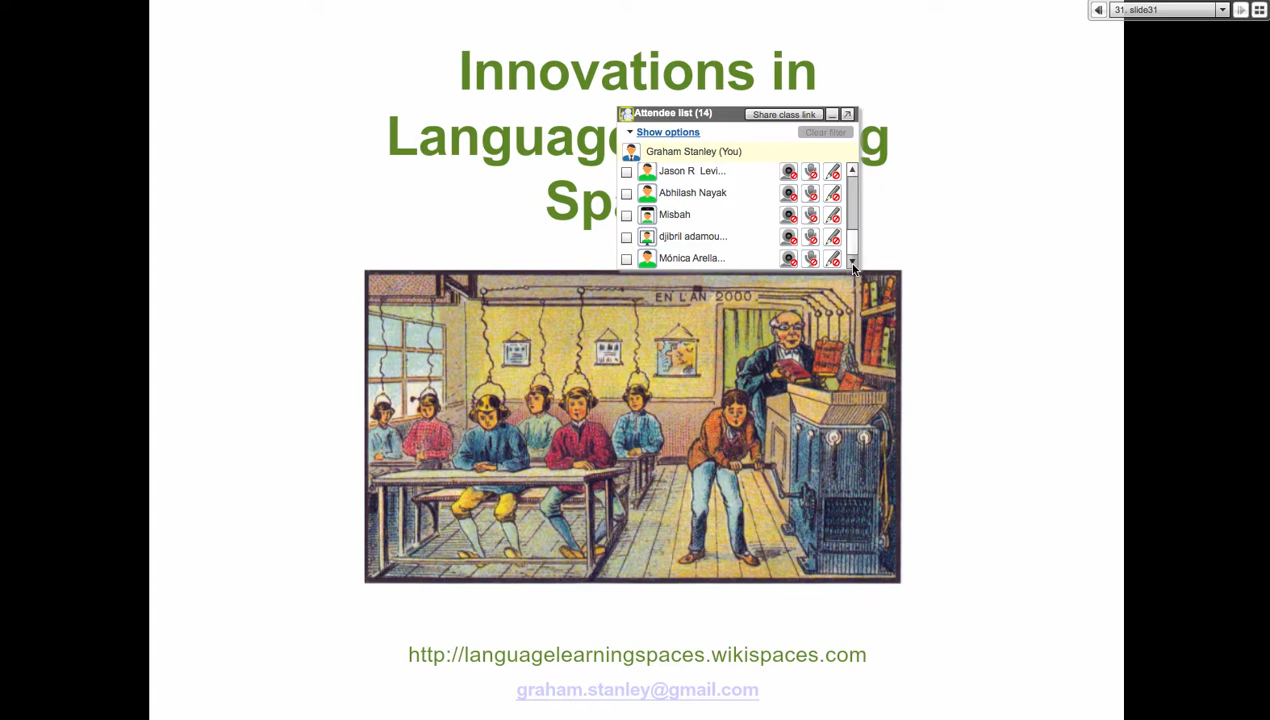 31. slide31
Innovations in
Language
g
Sp
Attendee list (14)
Share class link
Show options
Clear filter
Graham Stanley (You)
Jason R Levi...
Abhilash Nayak
Misbah
djibril adamou...
Mónica Arella...
EN L'AN 2000
http://languagelearningspaces.wikispaces.com
graham.stanley@gmail.com